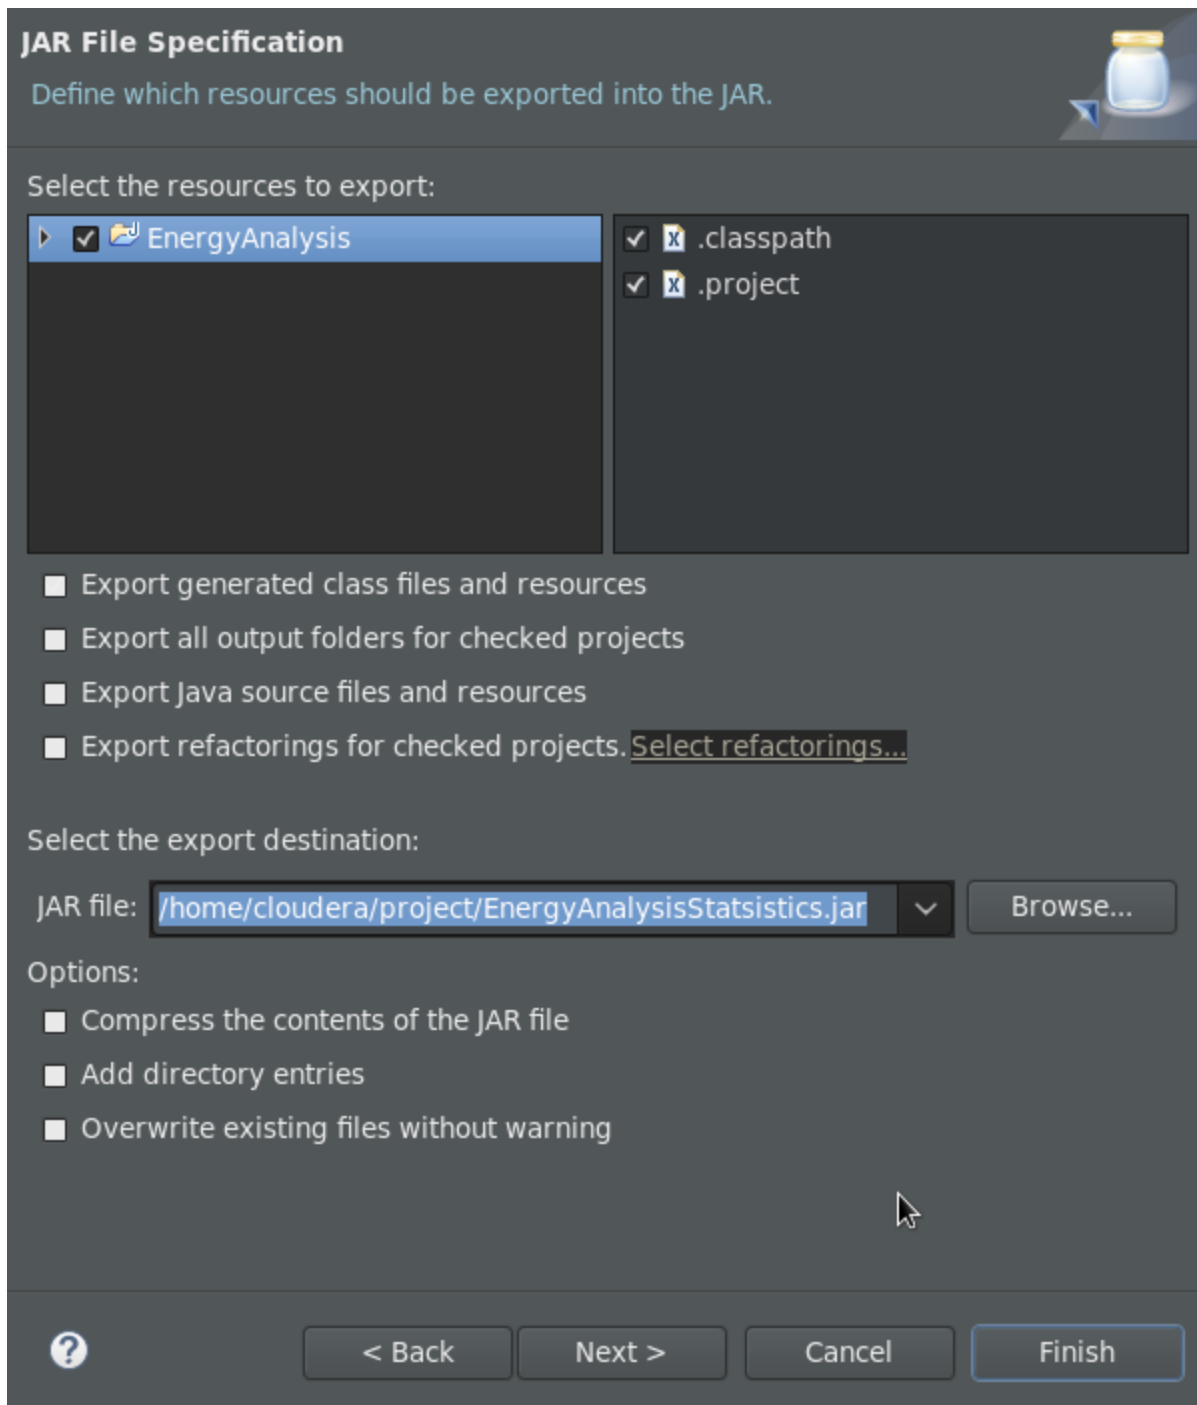 JAR File Specification
Define which resources should be exported into the JAR.
Select the resources to export:
EnergyAnalysis
.classpath
.project
Export generated class files and resources
Export all output folders for checked projects
Export Java source files and resources
Export refactorings for checked projects. Select refactorings...
Select the export destination:
JAR file: /home/cloudera/project/EnergyAnalysisStatsistics.jar Browse...
Options:
Compress the contents of the JAR file
Add directory entries
Overwrite existing files without warning
? < Back Next > Cancel Finish